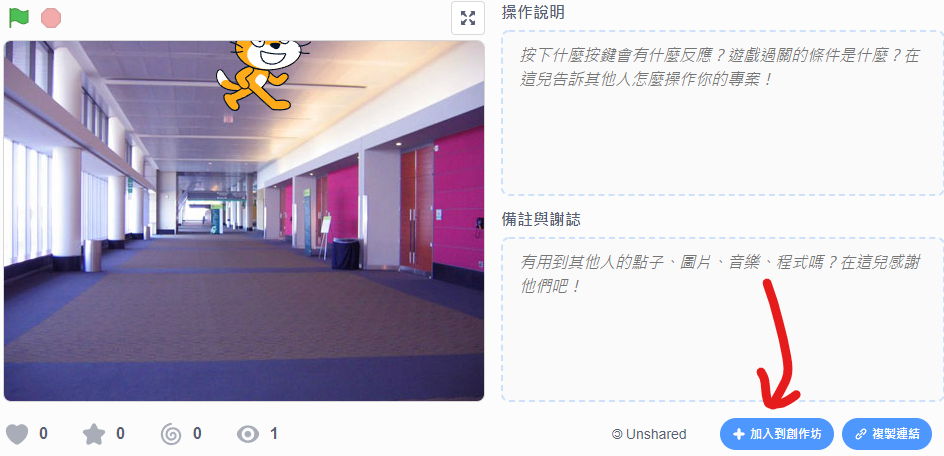 操作說明
按下什麼按鍵會有什麼反應？遊戲過關的條件是什麼？在
這兒告訴其他人怎麼操作你的專案！
備註與謝誌
有用到其他人的點子、圖片、音樂、程式嗎？在這兒感謝
他們吧！
0 0 0 1 Unshared 加入到創作坊 複製連結